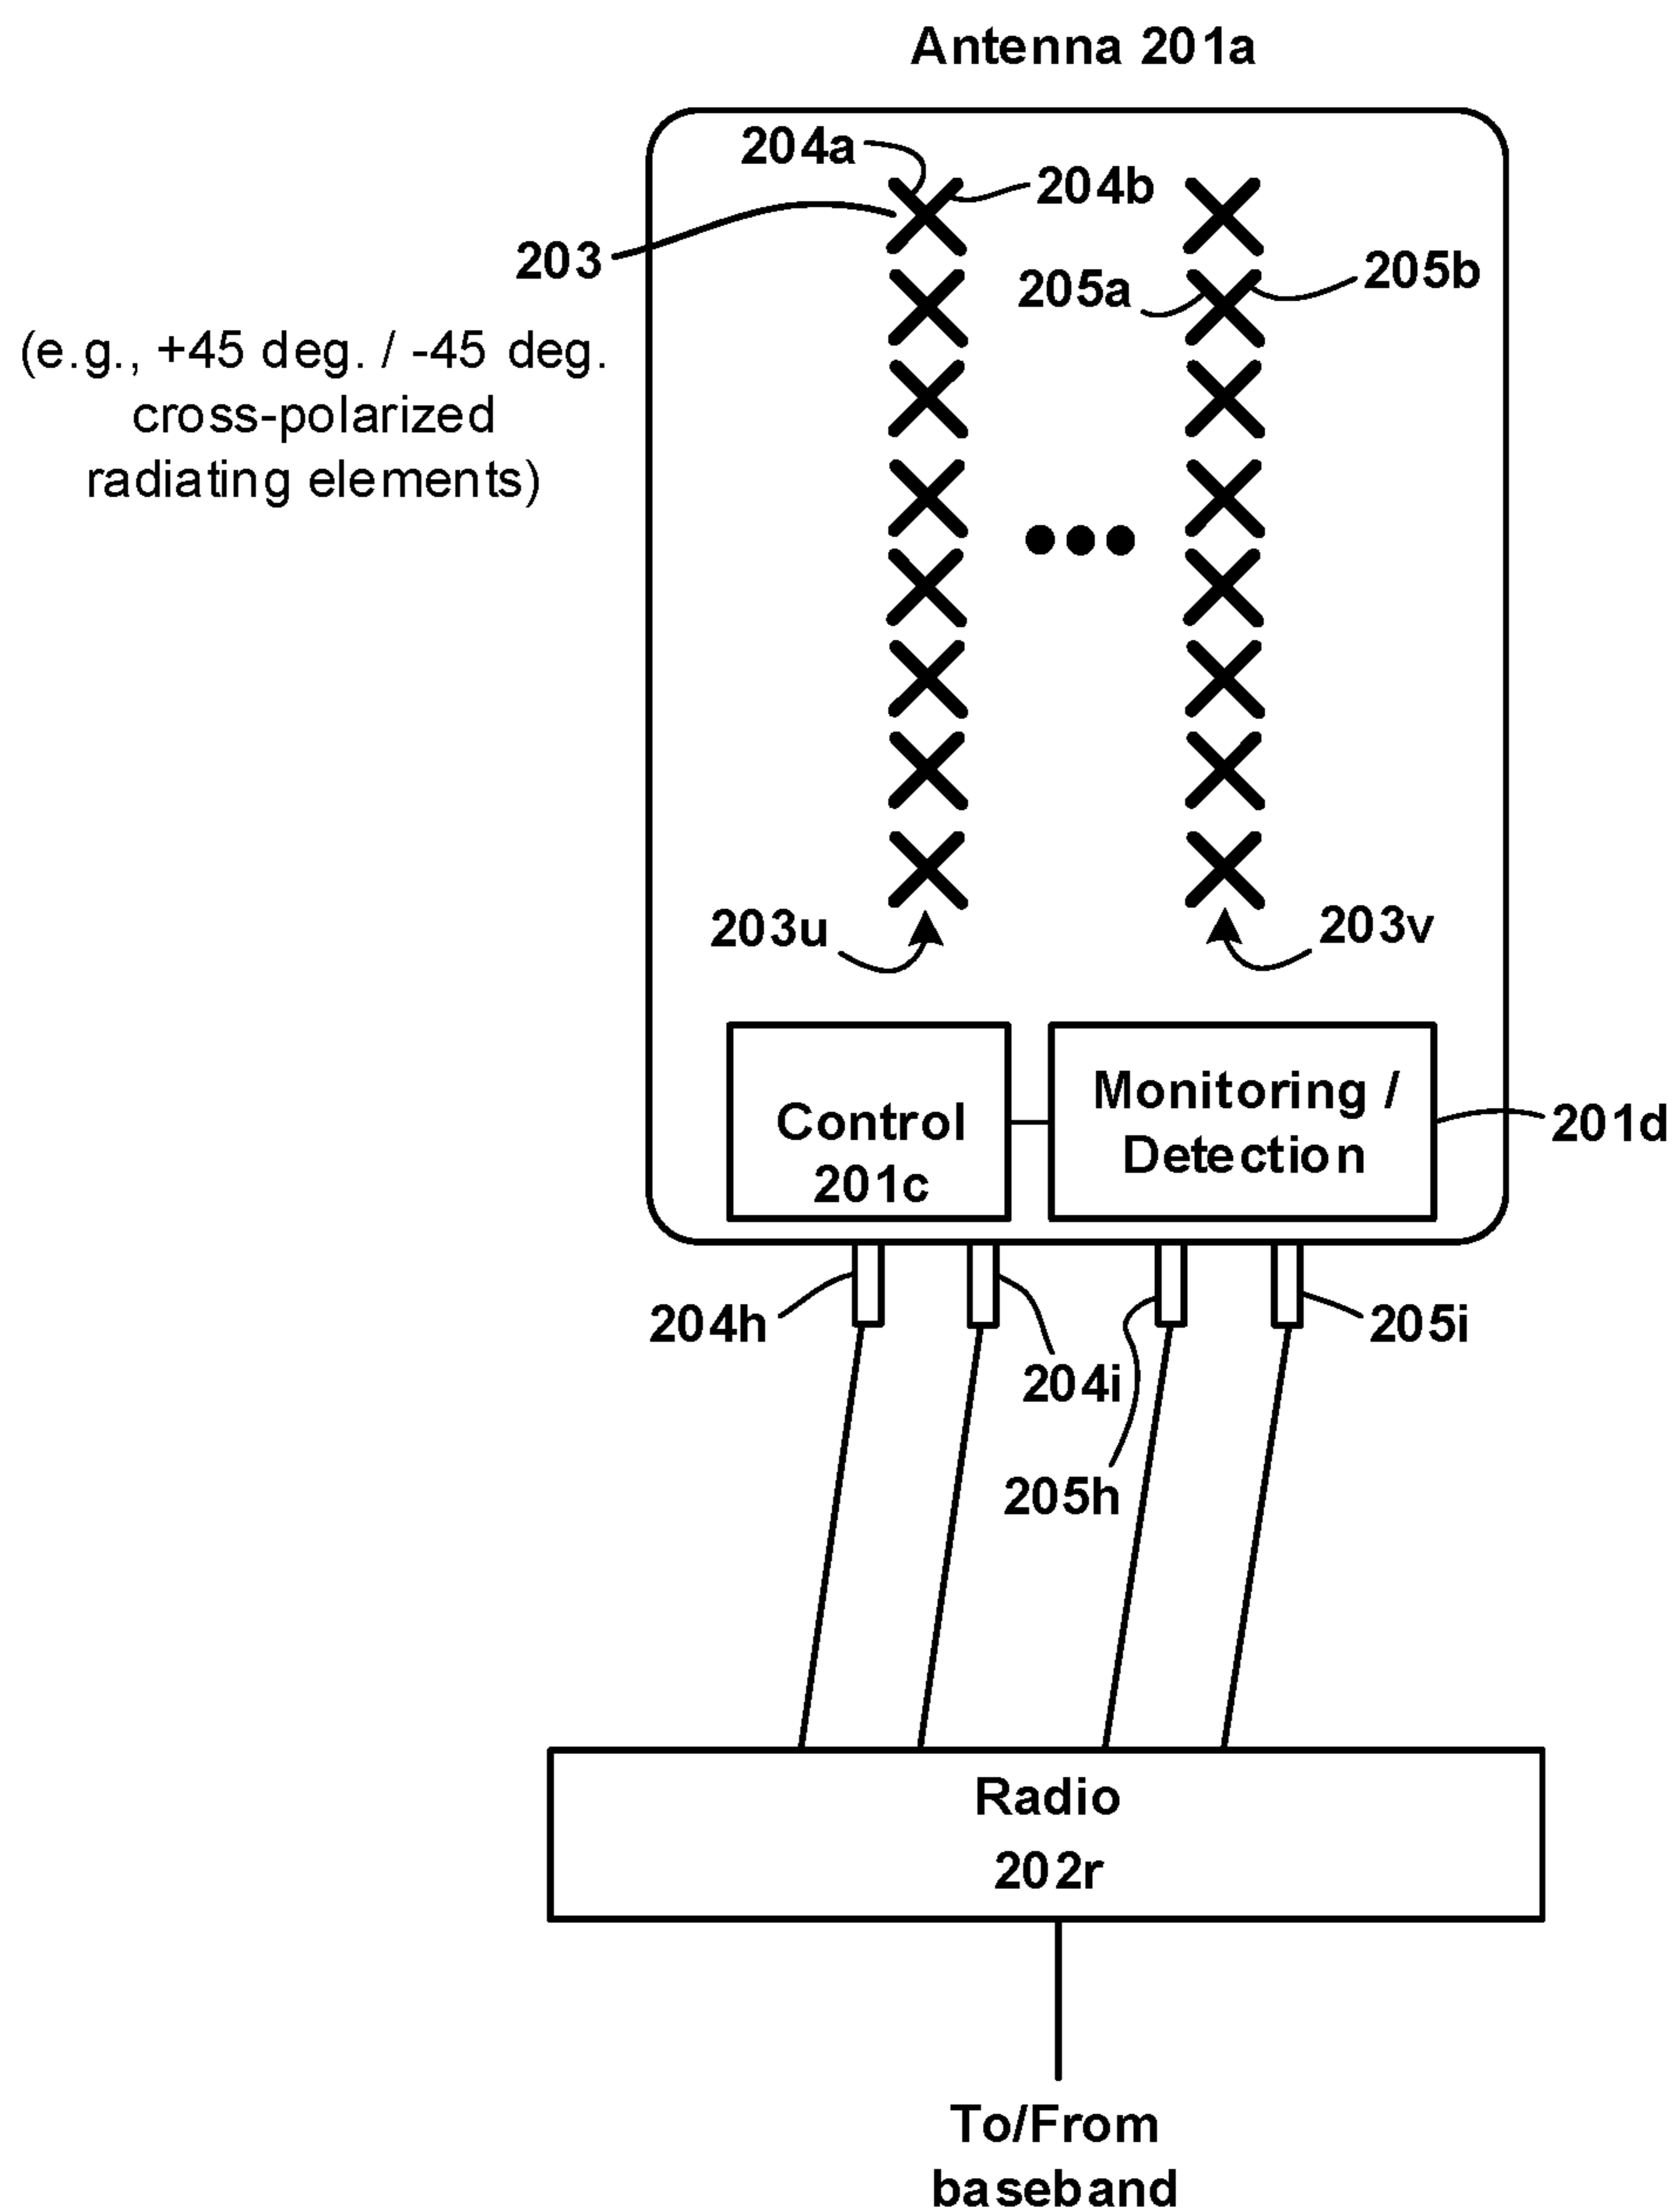 Antenna 201a
204a
204b
203
205a
205b
(e.g., +45 deg. / -45 deg.
cross-polarized
radiating elements)
203u
203v
Control
201c
Monitoring /
Detection
201d
204h
204i
205h
205i
Radio
202r
To/From
baseband